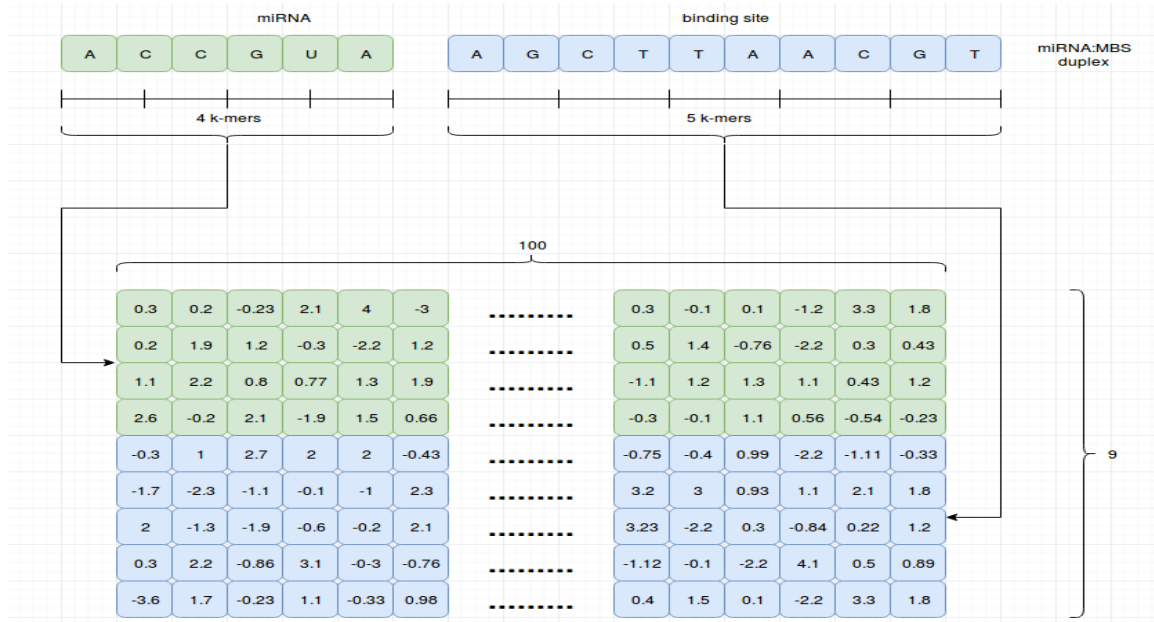 miRNA binding site
A C C G U A A G C T T A A C G T miRNA:MBS
duplex
4 k-mers 5 k-mers
100
0.3 0.2 -0.23 2.1 4 -3 ......... 0.3 -0.1 0.1 -1.2 3.3 1.8
0.2 1.9 1.2 -0.3 -2.2 1.2 ......... 0.5 1.4 -0.76 -2.2 0.3 0.43
1.1 2.2 0.8 0.77 1.3 1.9 ......... -1.1 1.2 1.3 1.1 0.43 1.2
2.6 -0.2 2.1 -1.9 1.5 0.66 ......... -0.3 -0.1 1.1 0.56 -0.54 -0.23
-0.3 1 2.7 2 2 -0.43 ......... -0.75 -0.4 0.99 -2.2 -1.11 -0.33 9
-1.7 -2.3 -1.1 -0.1 -1 2.3 ......... 3.2 3 0.93 1.1 2.1 1.8
2 -1.3 -1.9 -0.6 -0.2 2.1 ......... 3.23 -2.2 0.3 -0.84 0.22 1.2
0.3 2.2 -0.86 3.1 -0-3 -0.76 ......... -1.12 -0.1 -2.2 4.1 0.5 0.89
-3.6 1.7 -0.23 1.1 -0.33 0.98 ......... 0.4 1.5 0.1 -2.2 3.3 1.8